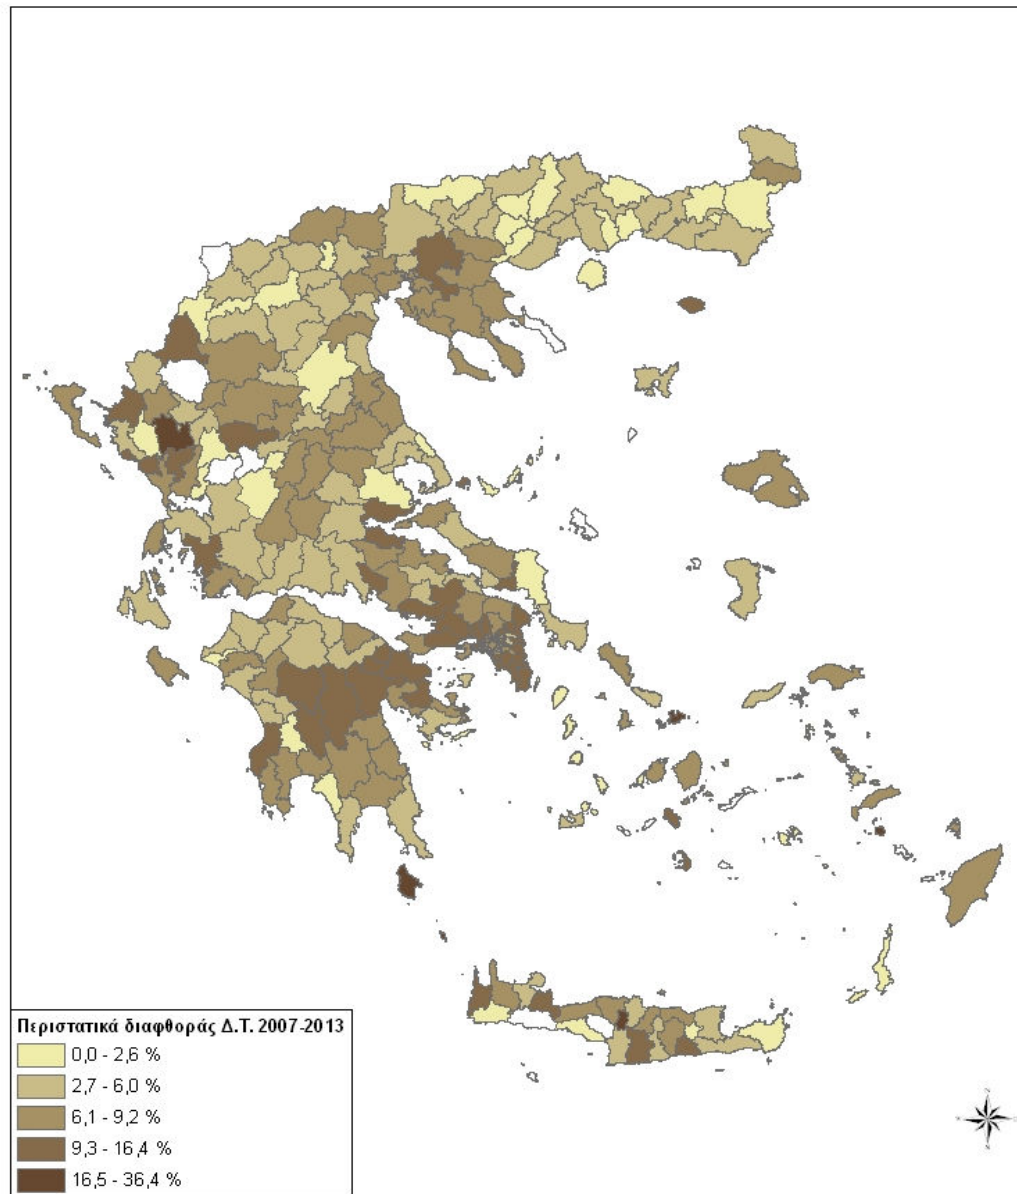 Περιστατικά διαφθοράς Δ.Τ. 2007-2013
0,0 - 2,6 %
2,7 - 6,0 %
6,1 - 9,2 %
9,3 - 16,4 %
16,5 - 36,4 %